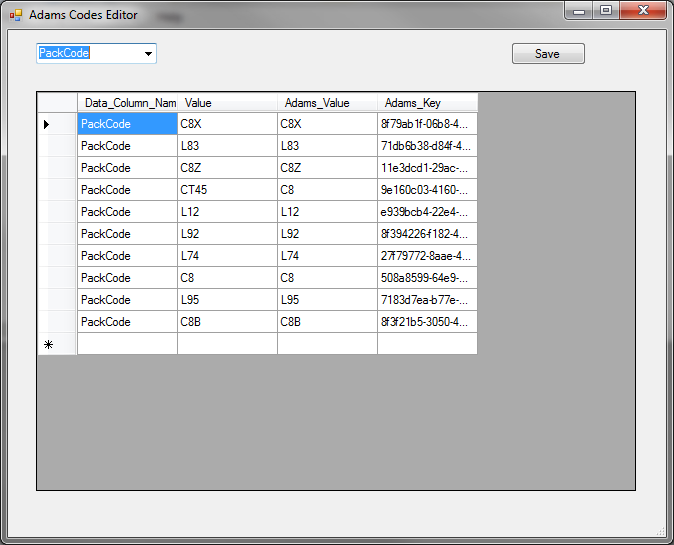 Adams Codes Editor
PackCode Save
Data_Column_Nam Value Adams_Value Adams_Key
PackCode C8X C8X 8f79ab1f-06b8-4...
PackCode L83 L83 71db6b38-d84f-4...
PackCode C8Z C8Z 11e3dcd1-29ac-...
PackCode CT45 C8 9e160c03-4160-...
PackCode L12 L12 e939bcb4-22e4-...
PackCode L92 L92 8f394226-f182-4...
PackCode L74 L74 27f79772-8aae-4...
PackCode C8 C8 508a8599-64e9-...
PackCode L95 L95 7183d7ea-b77e-...
PackCode C8B C8B 8f3f21b5-3050-4...